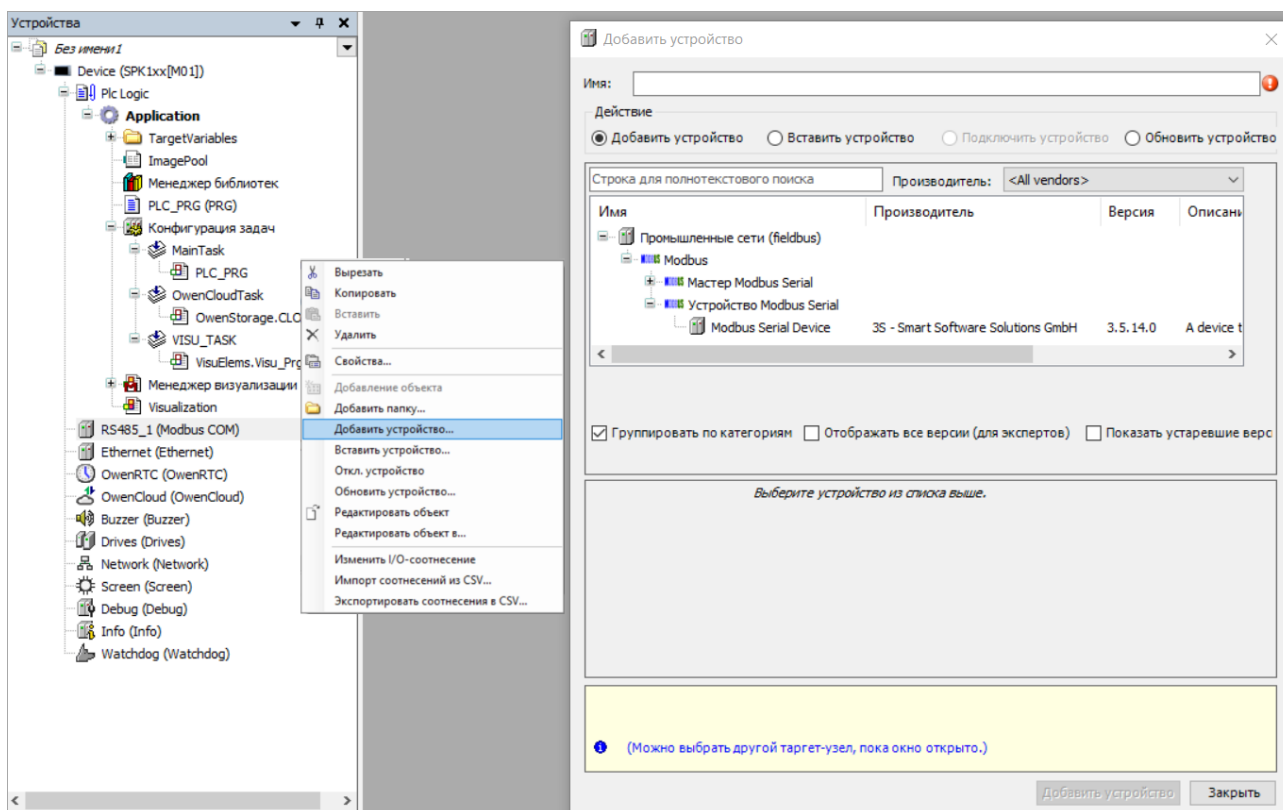 Устройства
Без имени1
Device (SPK1xx[M01])
Plc Logic
Application
TargetVariables
ImagePool
Менеджер библиотек
PLC_PRG (PRG)
Конфигурация задач
MainTask
PLC_PRG
OwenCloudTask
OwenStorage.CLO
VISU_TASK
VisuElems.Visu_Prg
Менеджер визуализации
Visualization
RS485_1 (Modbus COM)
Ethernet (Ethernet)
OwenRTC (OwenRTC)
OwenCloud (OwenCloud)
Buzzer (Buzzer)
Drives (Drives)
Network (Network)
Screen (Screen)
Debug (Debug)
Info (Info)
Watchdog (Watchdog)
Вырезать
Копировать
Вставить
Удалить
Свойства...
Добавление объекта
Добавить папку...
Добавить устройство...
Вставить устройство...
Откл. устройство
Обновить устройство...
Редактировать объект
Редактировать объект в...
Изменить I/O-соотнесение
Импорт соотнесений из CSV...
Экспортировать соотнесения в CSV...
Добавить устройство
Имя:
Действие
Добавить устройство Вставить устройство Подключить устройство Обновить устройство
Строка для полнотекстового поиска Производитель: <All vendors>
Имя Производитель Версия Описани
Промышленные сети (fieldbus)
Modbus
Мастер Modbus Serial
Устройство Modbus Serial
Modbus Serial Device 3S - Smart Software Solutions GmbH 3.5.14.0 A device t
Группировать по категориям Отображать все версии (для экспертов) Показать устаревшие верс
Выберите устройство из списка выше.
(Можно выбрать другой таргет-узел, пока окно открыто.)
Добавить устройство Закрыть